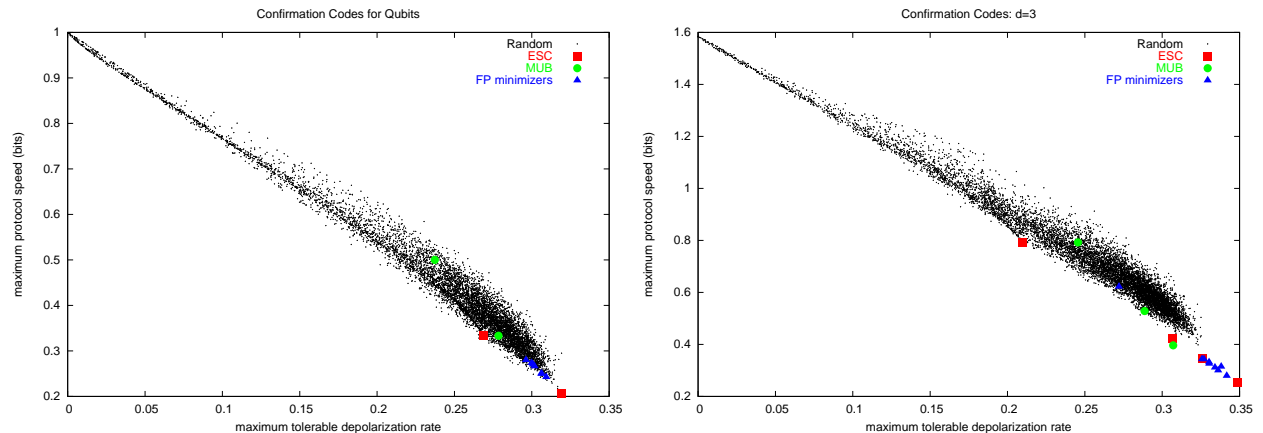 Confirmation Codes for Qubits
1
0.9
0.8
0.7
0.6
0.5
0.4
0.3
0.2
maximum protocol speed (bits)
Random
ESC
MUB
FP minimizers
0 0.05 0.1 0.15 0.2 0.25 0.3 0.35
maximum tolerable depolarization rate
Confirmation Codes: d=3
1.6
1.4
1.2
1
0.8
0.6
0.4
0.2
maximum protocol speed (bits)
Random
ESC
MUB
FP minimizers
0 0.05 0.1 0.15 0.2 0.25 0.3 0.35
maximum tolerable depolarization rate